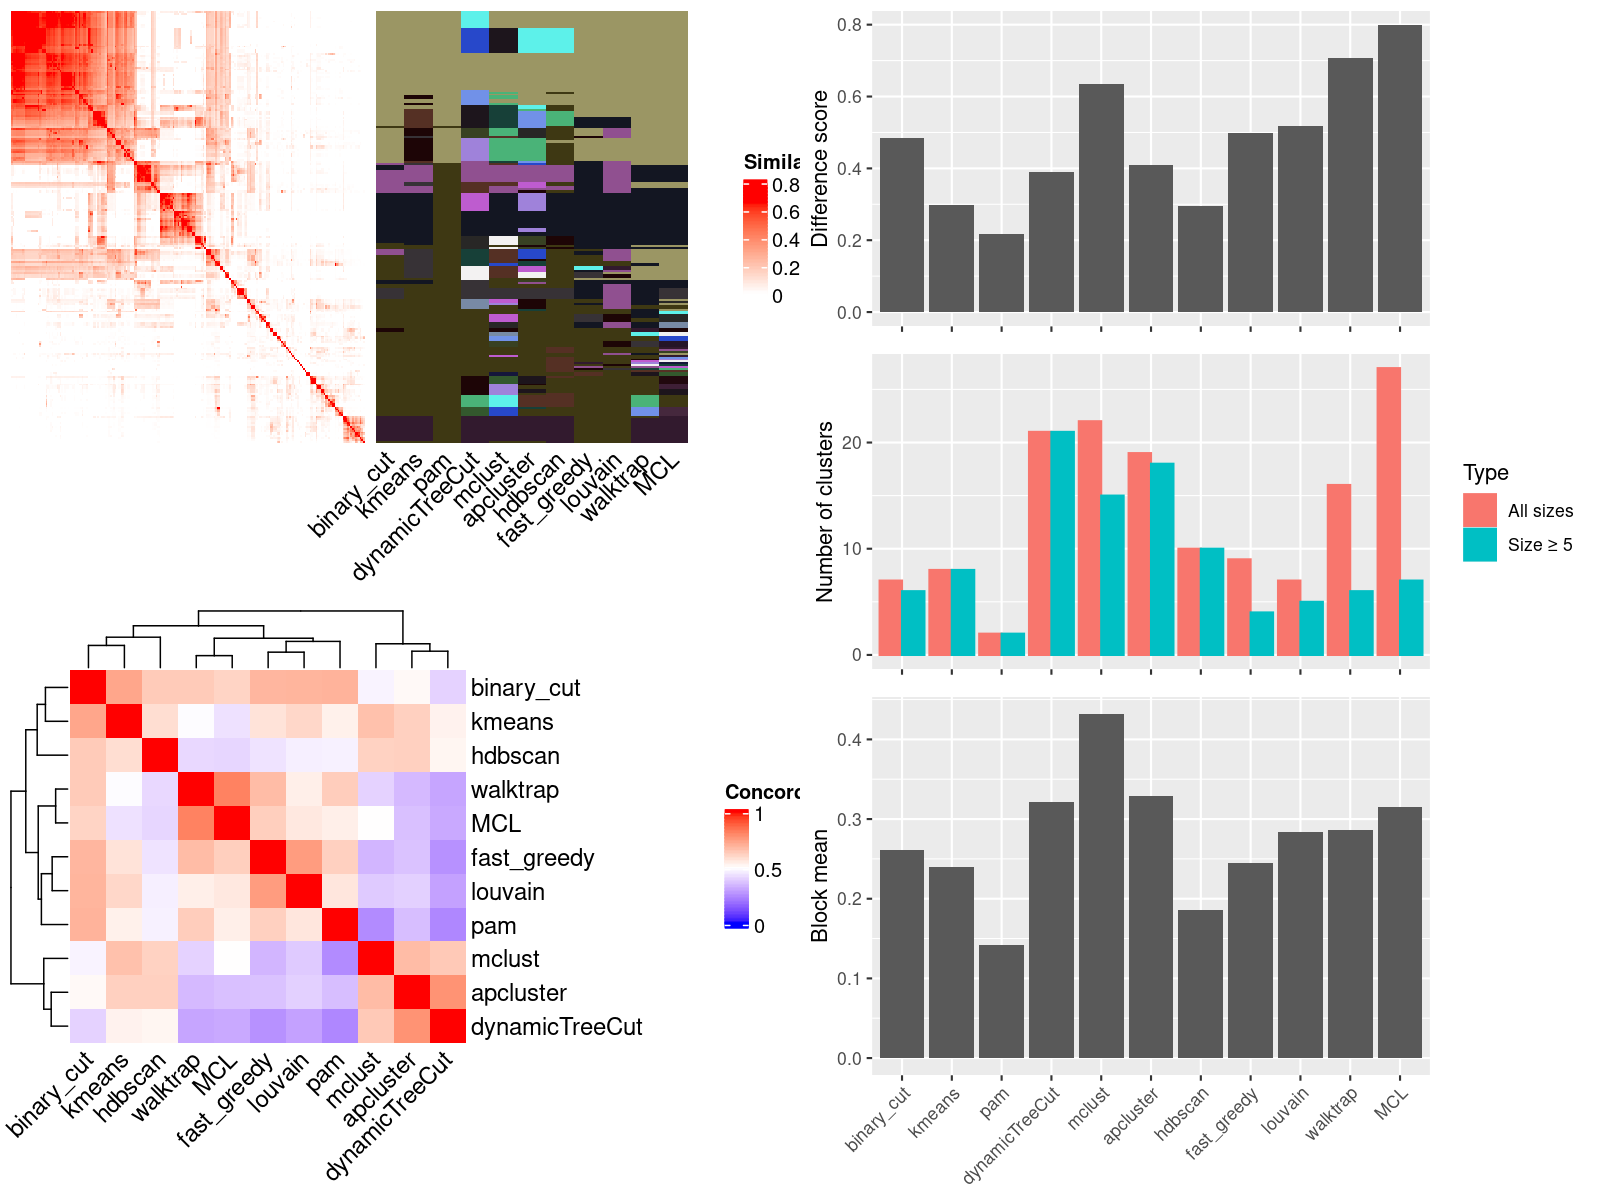 Simila
0.8
0.6
0.4
0.2
0
binary_cut
kmeans
pam
dynamicTreeCut
mclust
apcluster
hdbscan
fast_greedy
louvain
walktrap
MCL
binary_cut
kmeans
hdbscan
walktrap
MCL
fast_greedy
louvain
pam
mclust
apcluster
dynamicTreeCut
binary_cut
kmeans
hdbscan
walktrap
MCL
fast_greedy
louvain
pam
mclust
apcluster
dynamicTreeCut
Concord
1
0.5
0
Difference score
0.8
0.6
0.4
0.2
0.0
Number of clusters
20
10
0
Type
All sizes
Size ≥ 5
Block mean
0.4
0.3
0.2
0.1
0.0
binary_cut
kmeans
pam
dynamicTreeCut
mclust
apcluster
hdbscan
fast_greedy
louvain
walktrap
MCL